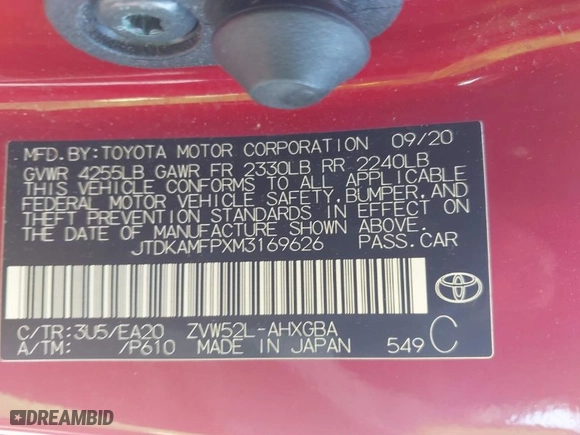 MFD. BY: TOYOTA MOTOR CORPORATION 09/20
GVWR 4255LB GAWR FR 2330LB RR 2240LB
THIS VEHICLE CONFORMS TO ALL APPLICABLE
FEDERAL MOTOR VEHICLE SAFETY, BUMPER, AND
THEFT PREVENTION STANDARDS IN EFFECT ON
THE DATE OF MANUFACTURE SHOWN ABOVE.
JTDKAMFPXM3169626 PASS. CAR
C/TR: 3U5/EA20 ZVW52L-AHXGBA
A/TM: /P610 MADE IN JAPAN 549 C
TOYOTA
DREAMBID